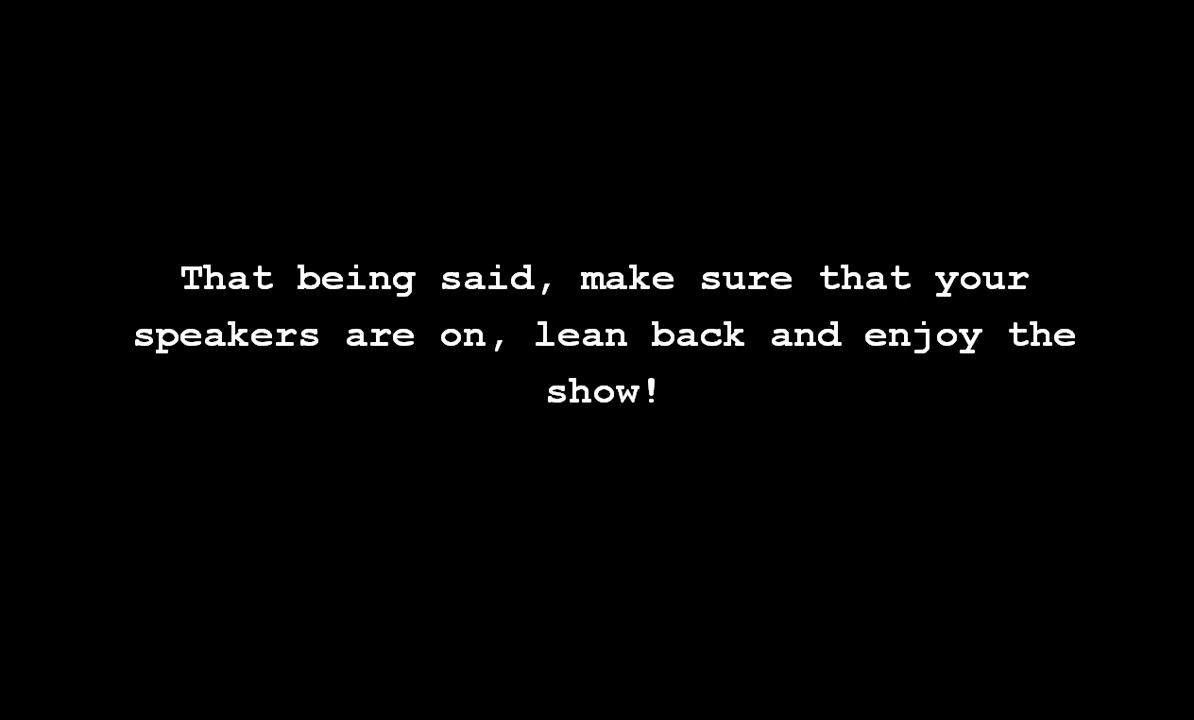 That being said, make sure that your
speakers are on, lean back and enjoy the
show!